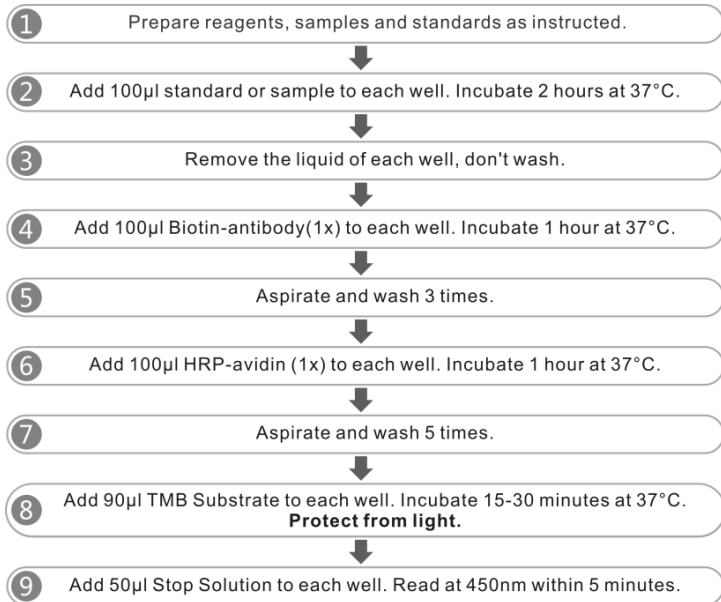 1 Prepare reagents, samples and standards as instructed.
2 Add 100μl standard or sample to each well. Incubate 2 hours at 37°C.
3 Remove the liquid of each well, don't wash.
4 Add 100μl Biotin-antibody(1x) to each well. Incubate 1 hour at 37°C.
5 Aspirate and wash 3 times.
6 Add 100μl HRP-avidin (1x) to each well. Incubate 1 hour at 37°C.
7 Aspirate and wash 5 times.
8 Add 90μl TMB Substrate to each well. Incubate 15-30 minutes at 37°C.
Protect from light.
9 Add 50μl Stop Solution to each well. Read at 450nm within 5 minutes.